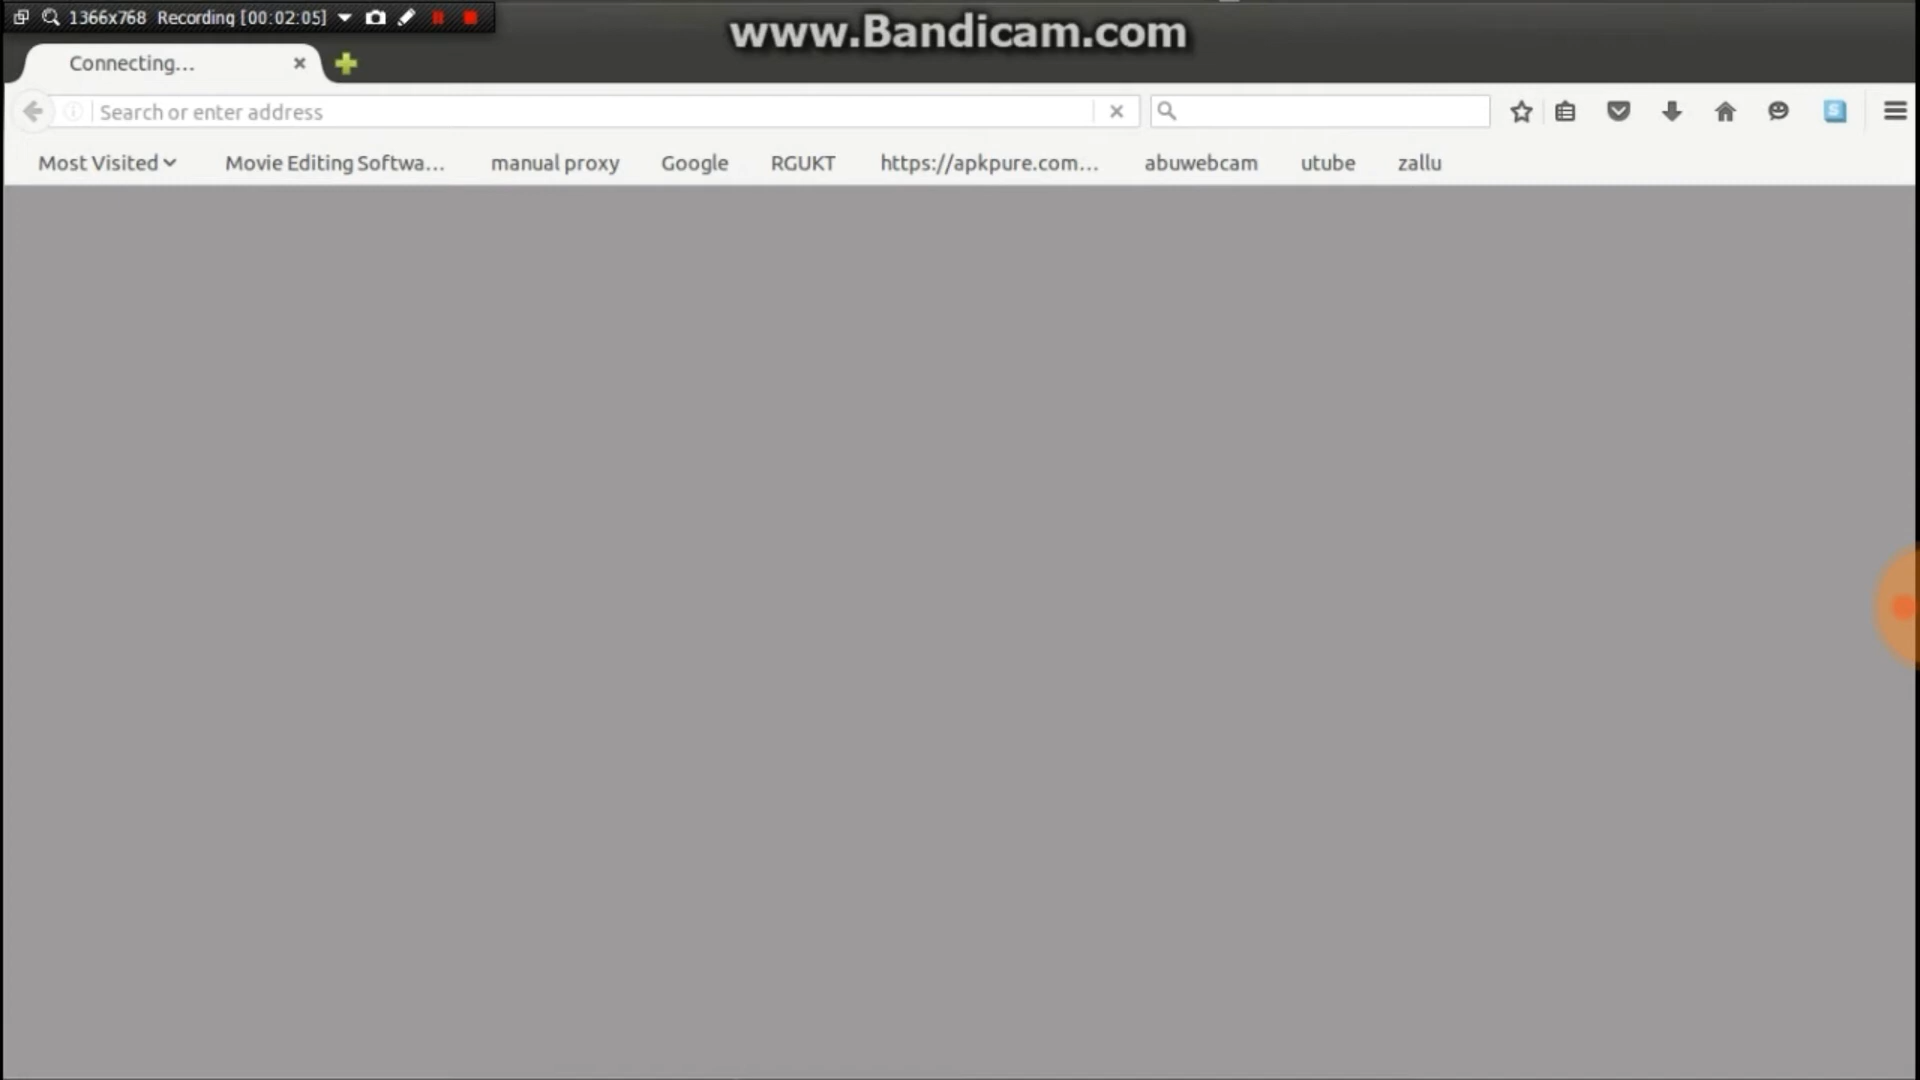 1366x768 Recording [00:02:05]
www.Bandicam.com
Connecting...
Search or enter address
S
Most Visited Movie Editing Softwa... manual proxy Google RGUKT https://apkpure.com... abuwebcam utube zallu